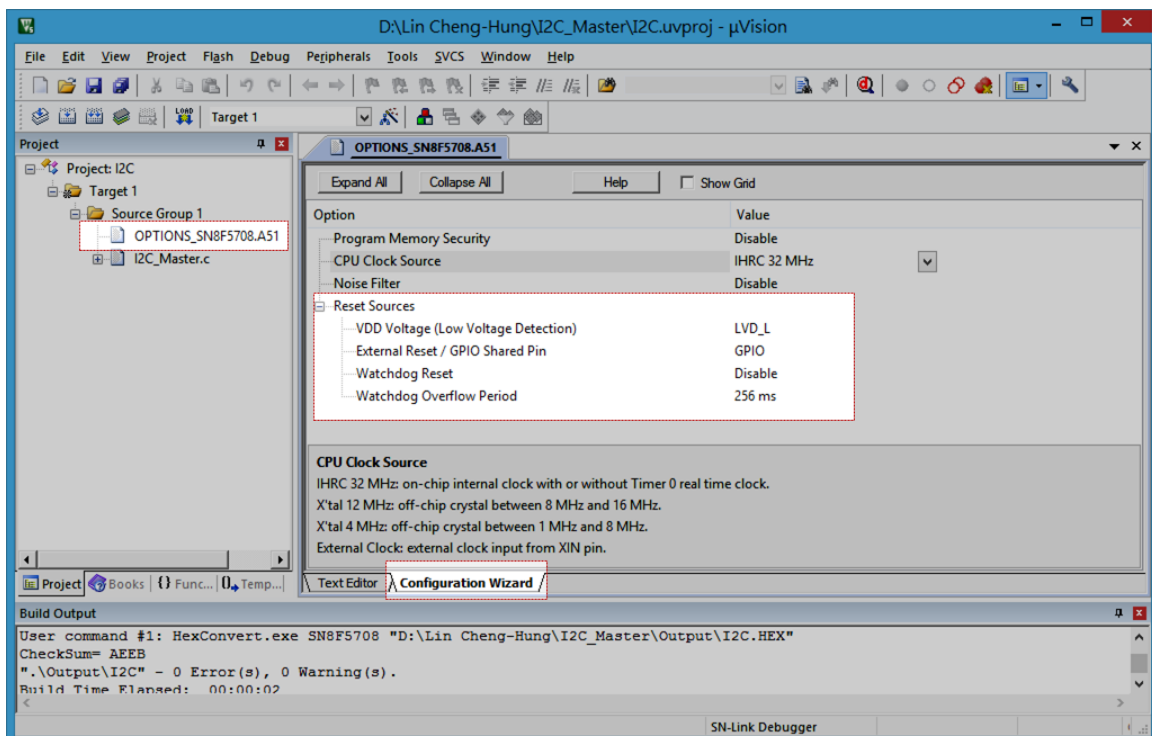 D:\Lin Cheng-Hung\I2C_Master\I2C.uvproj - µVision
File Edit View Project Flash Debug Peripherals Tools SVCS Window Help
LOAD Target 1
Project
OPTIONS_SN8F5708.A51
Project: I2C
Target 1
Source Group 1
OPTIONS_SN8F5708.A51
I2C_Master.c
Expand All Collapse All Help Show Grid
Option Value
Program Memory Security Disable
CPU Clock Source IHRC 32 MHz
Noise Filter Disable
Reset Sources
VDD Voltage (Low Voltage Detection) LVD_L
External Reset / GPIO Shared Pin GPIO
Watchdog Reset Disable
Watchdog Overflow Period 256 ms
CPU Clock Source
IHRC 32 MHz: on-chip internal clock with or without Timer 0 real time clock.
X'tal 12 MHz: off-chip crystal between 8 MHz and 16 MHz.
X'tal 4 MHz: off-chip crystal between 1 MHz and 8 MHz.
External Clock: external clock input from XIN pin.
Project Books {} Func... Temp...
Text Editor Configuration Wizard
Build Output
User command #1: HexConvert.exe SN8F5708 "D:\Lin Cheng-Hung\I2C_Master\Output\I2C.HEX"
CheckSum= AEEB
".\Output\I2C" - 0 Error(s), 0 Warning(s).
Build Time Elapsed: 00:00:02
SN-Link Debugger